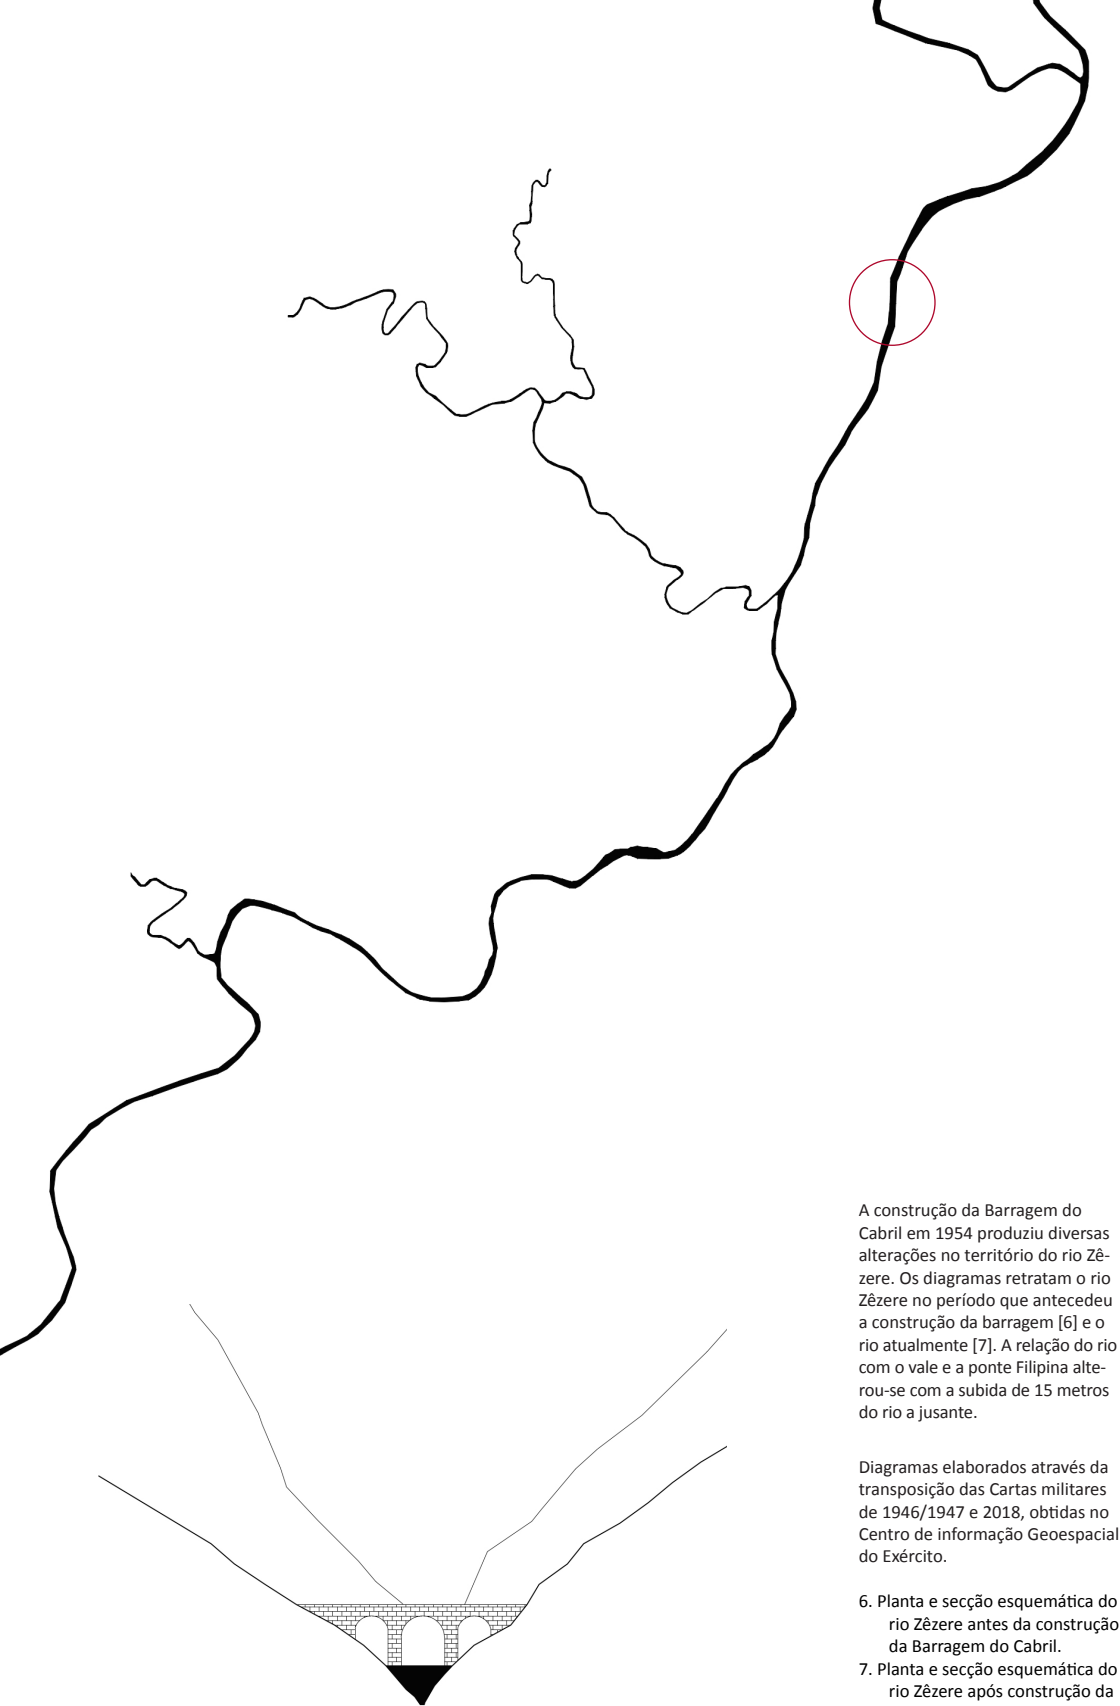 A construção da Barragem do
Cabril em 1954 produziu diversas
alterações no território do rio Zê-
zere. Os diagramas retratam o rio
Zêzere no período que antecedeu
a construção da barragem [6] e o
rio atualmente [7]. A relação do rio
com o vale e a ponte Filipina alte-
rou-se com a subida de 15 metros
do rio a jusante.
Diagramas elaborados através da
transposição das Cartas militares
de 1946/1947 e 2018, obtidas no
Centro de informação Geoespacial
do Exército.
6. Planta e secção esquemática do
rio Zêzere antes da construção
da Barragem do Cabril.
7. Planta e secção esquemática do
rio Zêzere após construção da